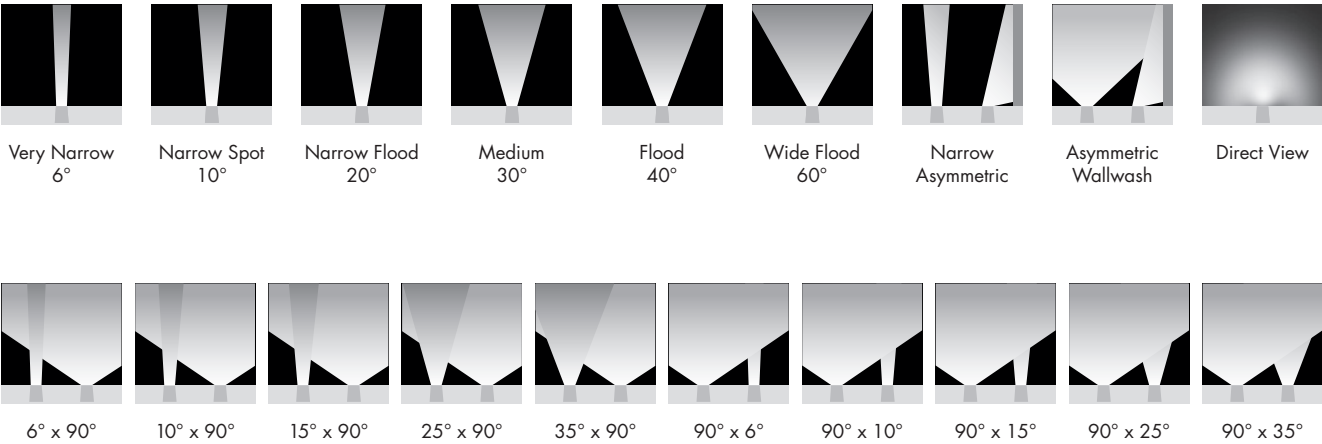 Very Narrow
6°
Narrow Spot
10°
Narrow Flood
20°
Medium
30°
Flood
40°
Wide Flood
60°
Narrow
Asymmetric
Asymmetric
Wallwash
Direct View
6° x 90°
10° x 90°
15° x 90°
25° x 90°
35° x 90°
90° x 6°
90° x 10°
90° x 15°
90° x 25°
90° x 35°